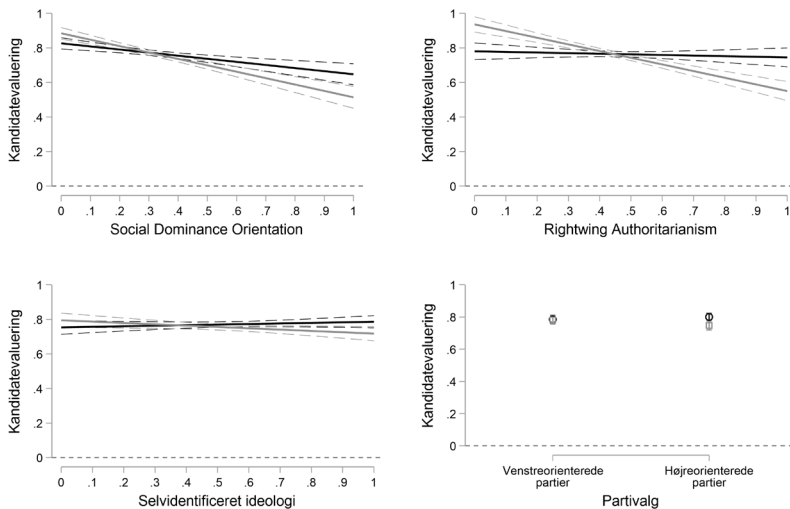 Kandidatevaluering
1
.8
.6
.4
.2
0
0 .1 .2 .3 .4 .5 .6 .7 .8 .9 1
Social Dominance Orientation
Kandidatevaluering
1
.8
.6
.4
.2
0
0 .1 .2 .3 .4 .5 .6 .7 .8 .9 1
Rightwing Authoritarianism
Kandidatevaluering
1
.8
.6
.4
.2
0
0 .1 .2 .3 .4 .5 .6 .7 .8 .9 1
Selvidentificeret ideologi
Kandidatevaluering
1
.8
.6
.4
.2
0
Venstreorienterede Højreorienterede
partier partier
Partivalg